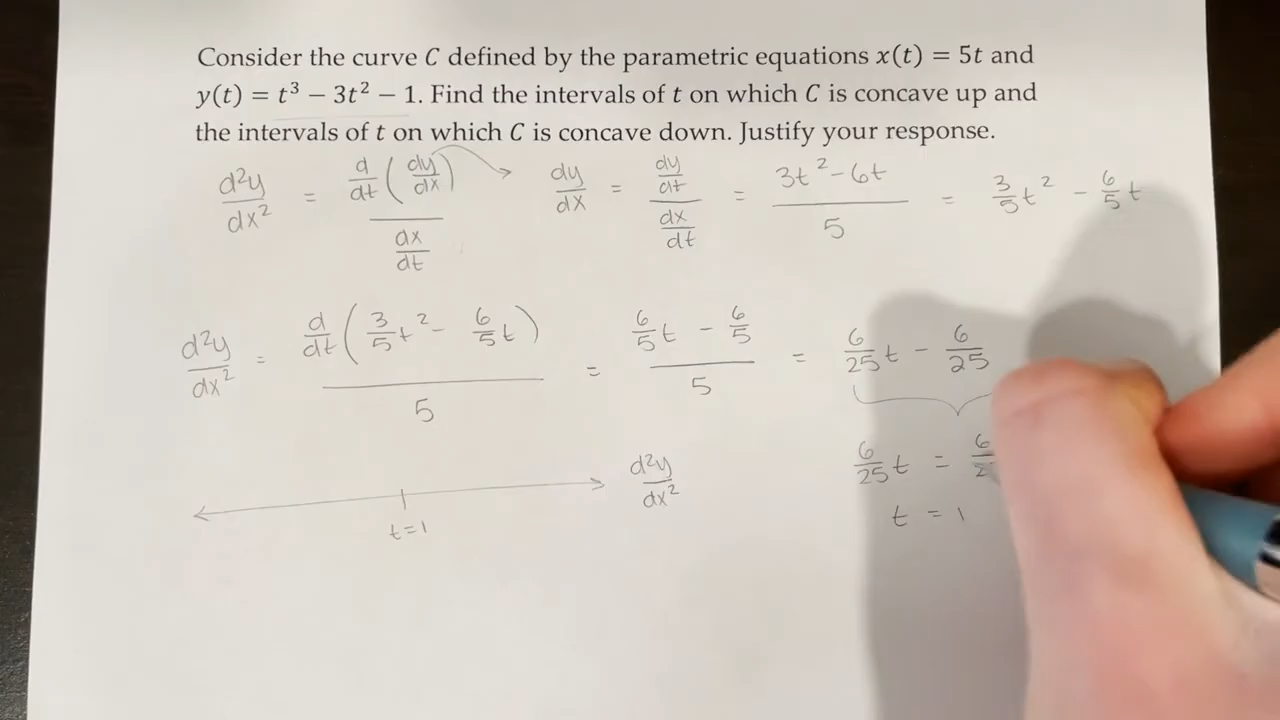 Consider the curve C defined by the parametric equations x(t) = 5t and
y(t) = t³ − 3t² − 1. Find the intervals of t on which C is concave up and
the intervals of t on which C is concave down. Justify your response.
d²y/dx² = d/dt (dy/dx) / dx/dt → dy/dx = dy/dt / dx/dt = 3t² − 6t / 5 = 3/5 t² − 6/5 t
d²y/dx² = d/dt (3/5 t² − 6/5 t) / 5 = 6/5 t − 6/5 / 5 = 6/25 t − 6/25
6/25 t = 6/
d²y/dx²
t = 1
t = 1